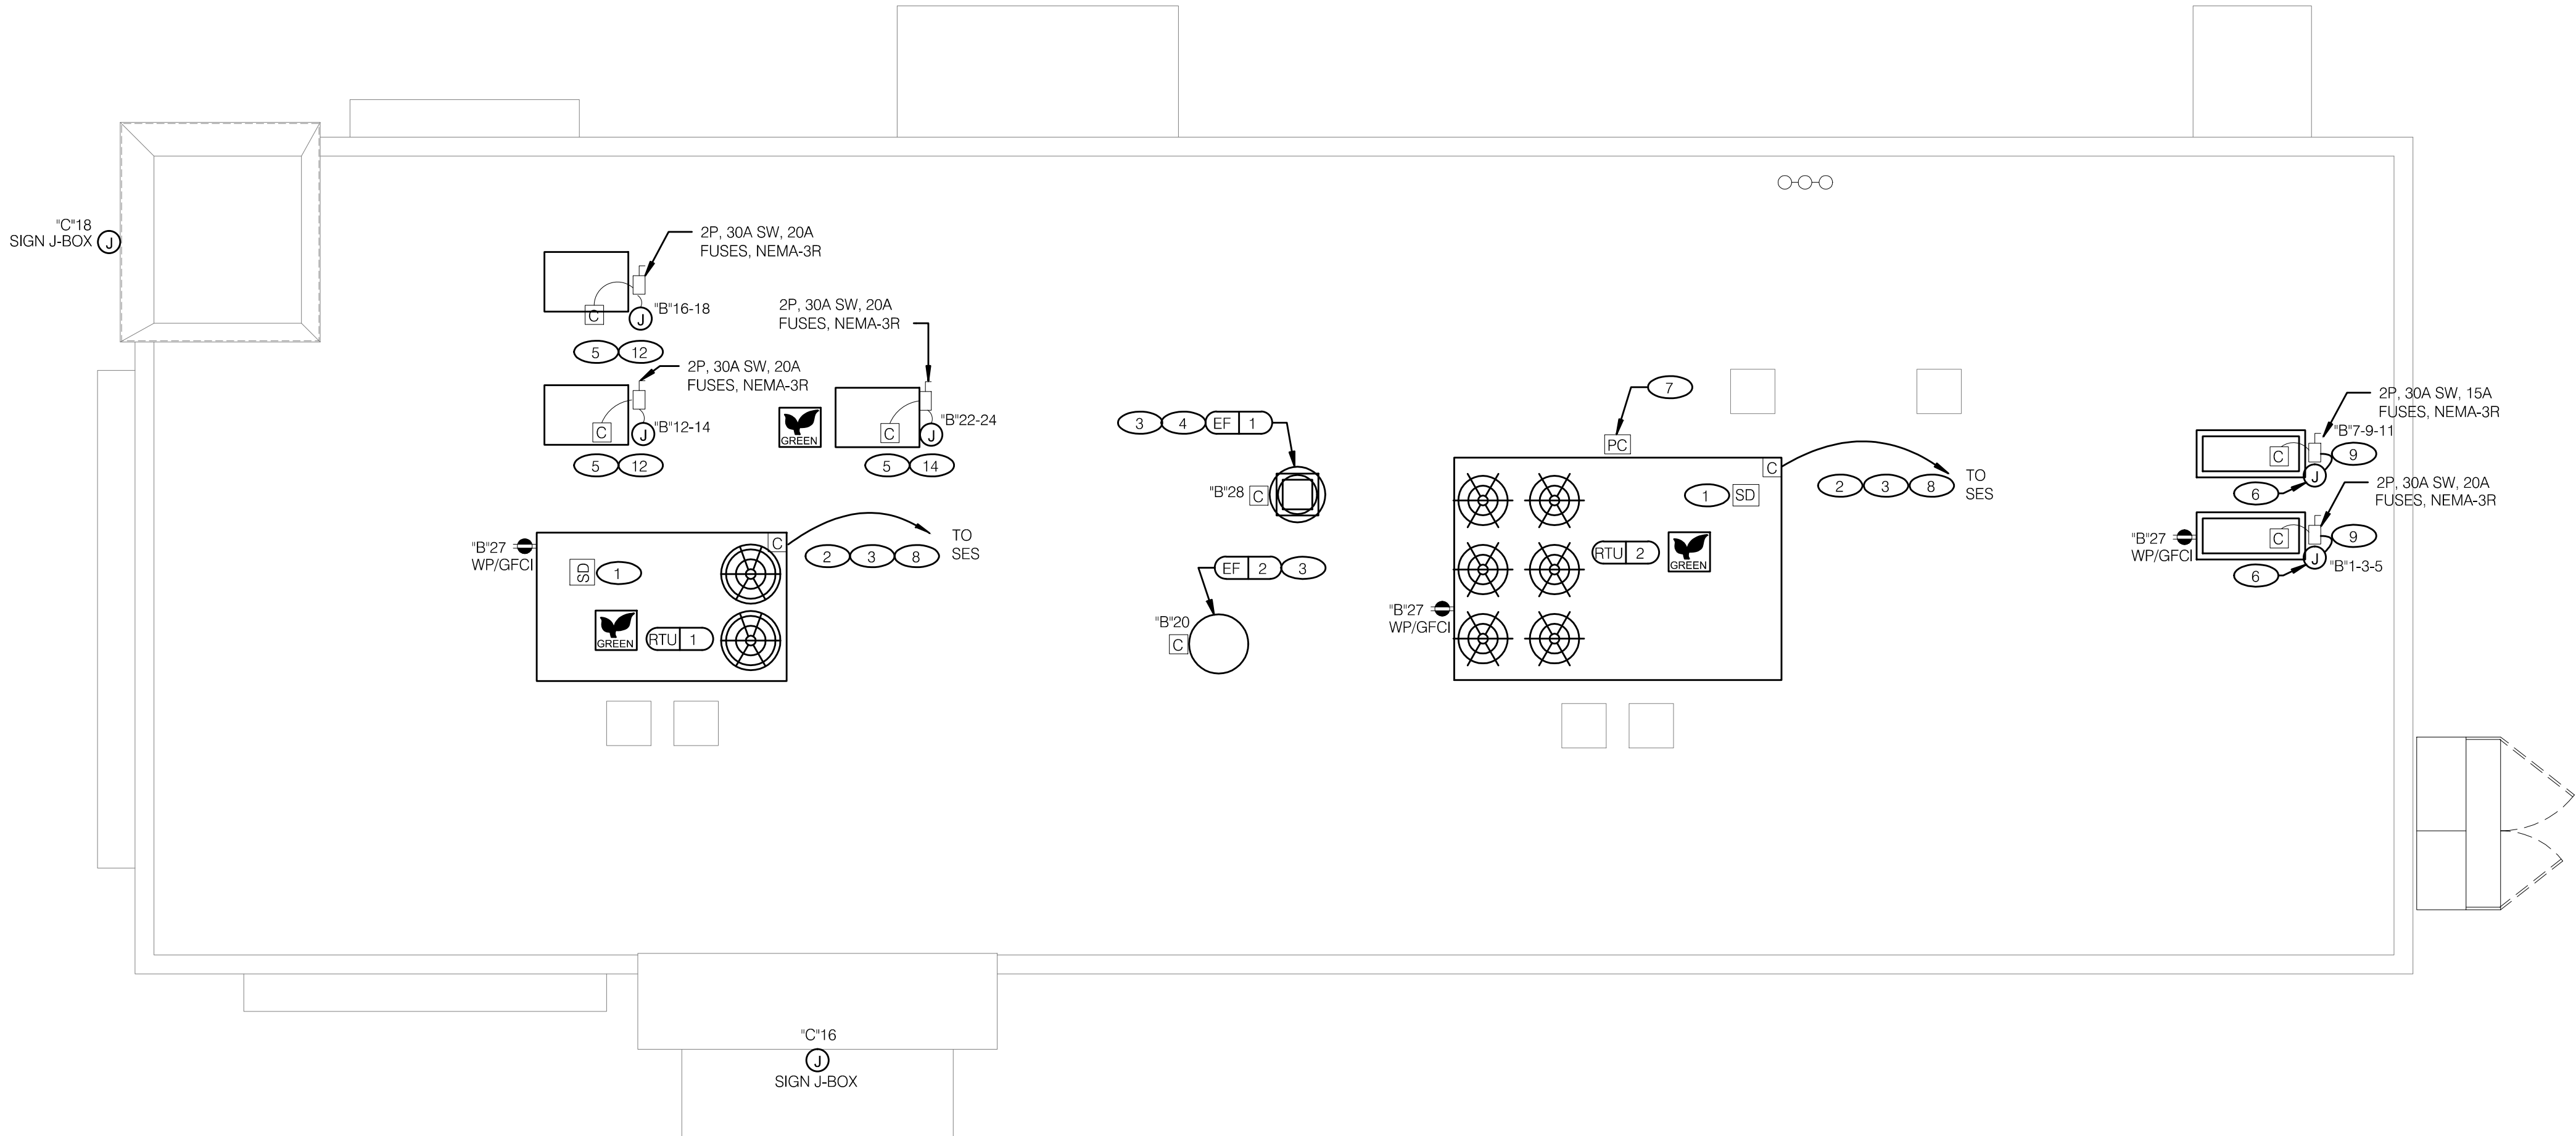 "C"18
SIGN J-BOX J
2P, 30A SW, 20A
FUSES, NEMA-3R
C J "B"16-18
5 12
2P, 30A SW, 20A
FUSES, NEMA-3R
2P, 30A SW, 20A
FUSES, NEMA-3R
C J "B"12-14
5 12
GREEN
C J "B"22-24
5 14
3 4 EF 1
"B"28 C
EF 2 3
"B"20
C
"B"27
WP/GFCI
C
SD 1
GREEN
RTU 1
2 3 8
TO
SES
7
PC
C
1 SD
RTU 2
GREEN
"B"27
WP/GFCI
2 3 8
TO
SES
2P, 30A SW, 15A
FUSES, NEMA-3R
"B"7-9-11
C 9
J
6
2P, 30A SW, 20A
FUSES, NEMA-3R
"B"27
WP/GFCI
C 9
J "B"1-3-5
6
"C"16
J
SIGN J-BOX